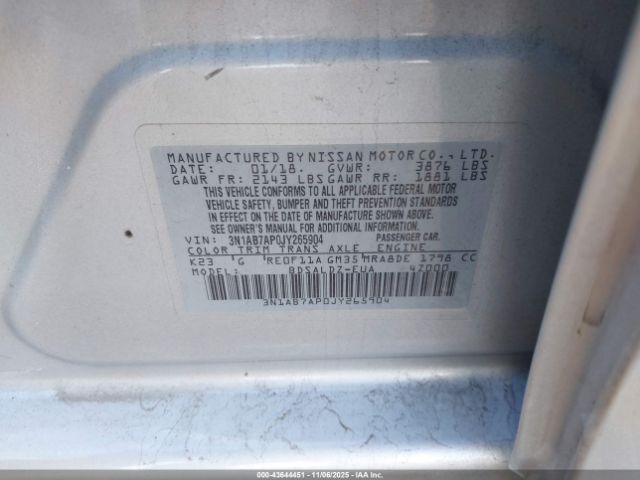 MANUFACTURED BY NISSAN MOTOR CO., LTD.
DATE: 01/18. GVWR: 3876 LBS
GAWR FR: 2143 LBS GAWR RR: 1881 LBS
THIS VEHICLE CONFORMS TO ALL APPLICABLE FEDERAL MOTOR
VEHICLE SAFETY, BUMPER AND THEFT PREVENTION STANDARDS
IN EFFECT ON THE DATE OF MANUFACTURE SHOWN ABOVE.
SEE OWNER'S MANUAL FOR ADDITIONAL INFORMATION.
VIN: 3N1AB7AP0JY265904 PASSENGER CAR.
COLOR TRIM TRANS AXLE ENGINE
K23 'G 'RE0F11A GM35 MRA8DE 1798 CC
MODEL: BDSALDZ-EUA 47000
3N1AB7AP0JY265904
000-43644451 | 11/06/2025 | IAA